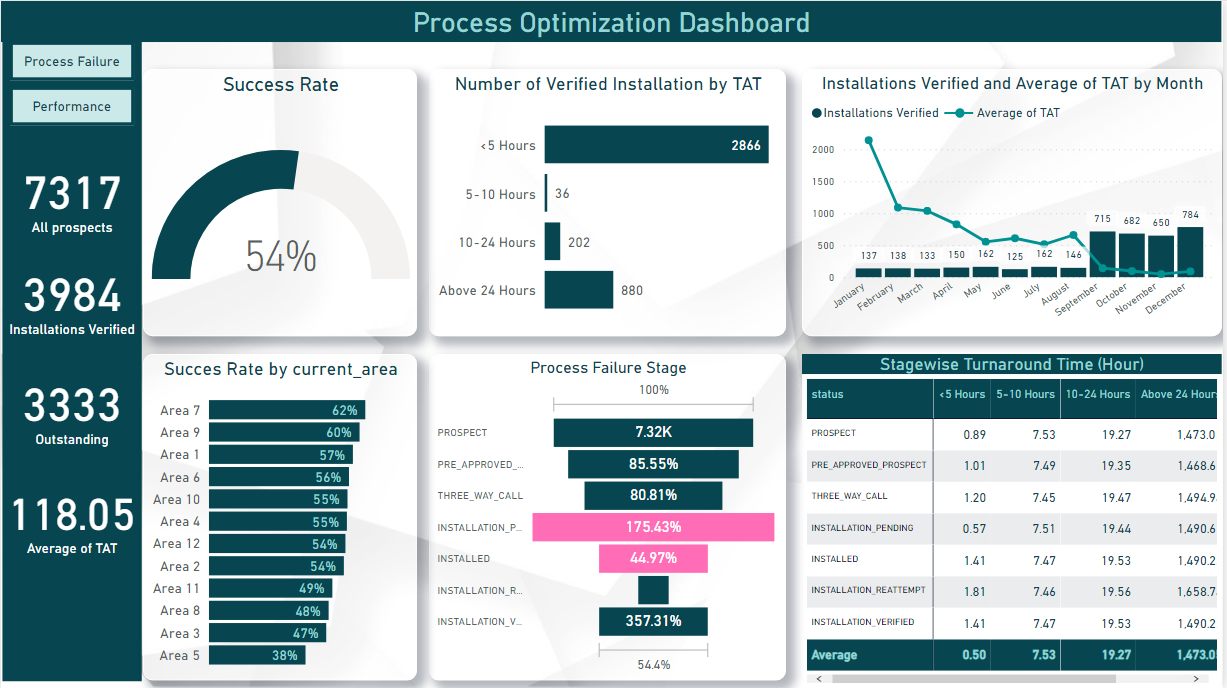 Process Optimization Dashboard
Process Failure
Performance
7317
All prospects
3984
Installations Verified
3333
Outstanding
118.05
Average of TAT
Success Rate
54%
Number of Verified Installation by TAT
<5 Hours 2866
5-10 Hours 36
10-24 Hours 202
Above 24 Hours 880
Installations Verified and Average of TAT by Month
Installations Verified Average of TAT
2000
1500
1000
500
0
137 138 133 150 162 125 162 146 715 682 650 784
January February March April May June July August September October November December
Succes Rate by current_area
Area 7 62%
Area 9 60%
Area 1 57%
Area 6 56%
Area 10 55%
Area 4 55%
Area 12 54%
Area 2 54%
Area 11 49%
Area 8 48%
Area 3 47%
Area 5 38%
Process Failure Stage
100%
PROSPECT 7.32K
PRE_APPROVED_... 85.55%
THREE_WAY_CALL 80.81%
INSTALLATION_P... 175.43%
INSTALLED 44.97%
INSTALLATION_R...
INSTALLATION_V... 357.31%
54.4%
Stagewise Turnaround Time (Hour)
status <5 Hours 5-10 Hours 10-24 Hours Above 24 Hours
PROSPECT 0.89 7.53 19.27 1,473.0
PRE_APPROVED_PROSPECT 1.01 7.49 19.35 1,468.6
THREE_WAY_CALL 1.20 7.45 19.47 1,494.9
INSTALLATION_PENDING 0.57 7.51 19.44 1,490.6
INSTALLED 1.41 7.47 19.53 1,490.2
INSTALLATION_REATTEMPT 1.81 7.46 19.56 1,658.7
INSTALLATION_VERIFIED 1.41 7.47 19.53 1,490.2
Average 0.50 7.53 19.27 1,473.0